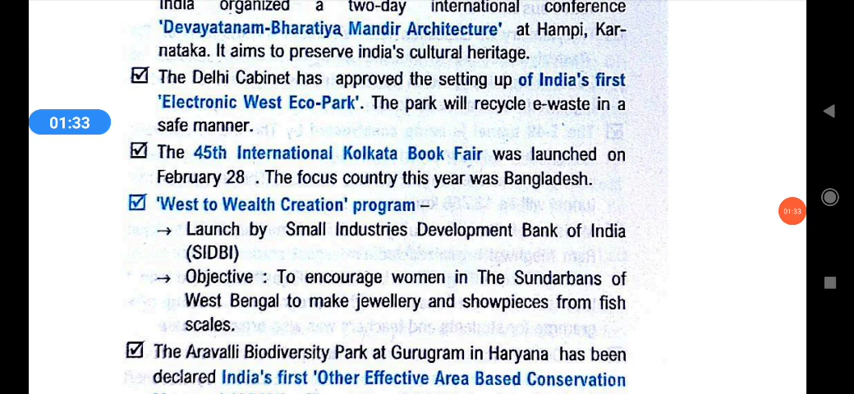 India organized a two-day international conference
'Devayatanam-Bharatiya Mandir Architecture' at Hampi, Kar-
nataka. It aims to preserve india's cultural heritage.
The Delhi Cabinet has approved the setting up of India's first
'Electronic West Eco-Park'. The park will recycle e-waste in a
safe manner.
The 45th International Kolkata Book Fair was launched on
February 28 . The focus country this year was Bangladesh.
'West to Wealth Creation' program –
→ Launch by Small Industries Development Bank of India
(SIDBI)
→ Objective : To encourage women in The Sundarbans of
West Bengal to make jewellery and showpieces from fish
scales.
The Aravalli Biodiversity Park at Gurugram in Haryana has been
declared India's first 'Other Effective Area Based Conservation
01:33
01:33